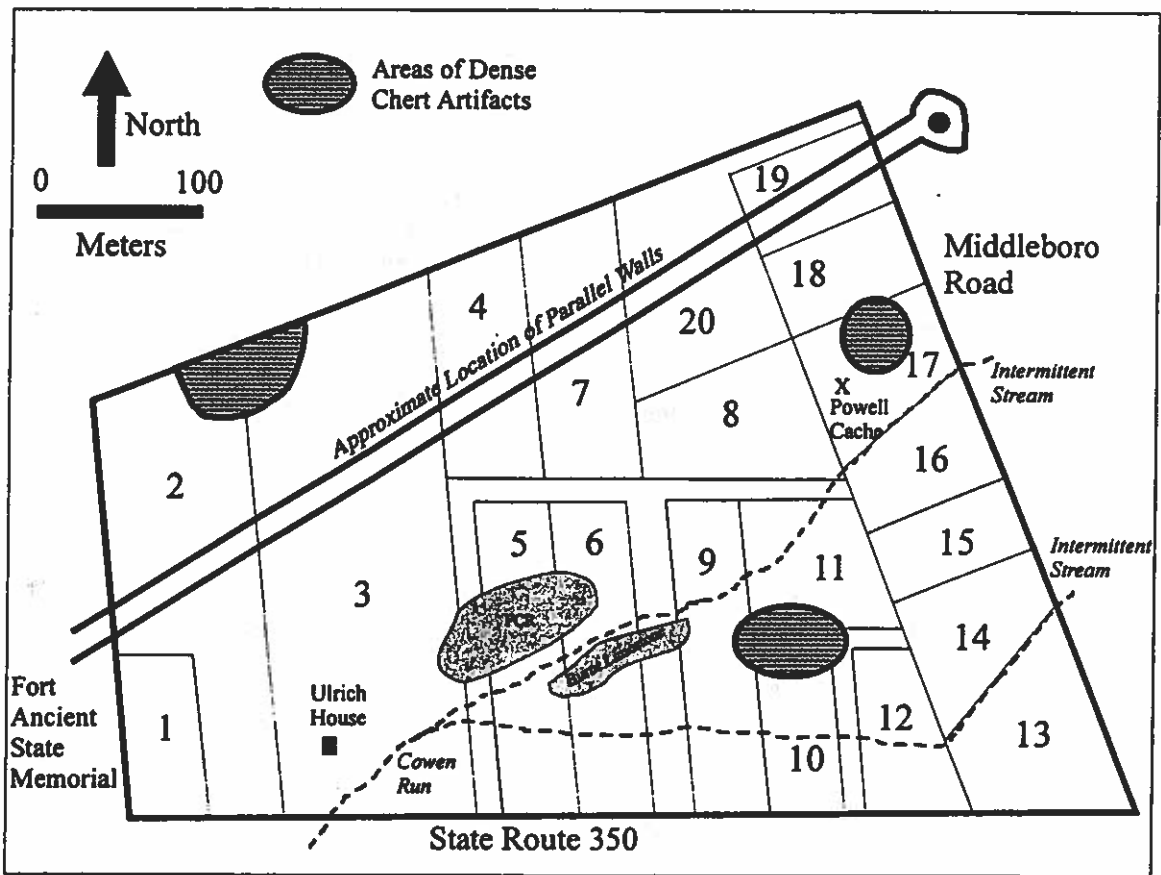 North
0 100
Meters
Areas of Dense
Chert Artifacts
Approximate Location of Parallel Walls
Middleboro
Road
Intermittent
Stream
Intermittent
Stream
Powell
Cache
X
1
2
3
4
5
6
7
8
9
10
11
12
13
14
15
16
17
18
19
20
FCR
Ulrich
House
Cowen
Run
Fort
Ancient
State
Memorial
State Route 350